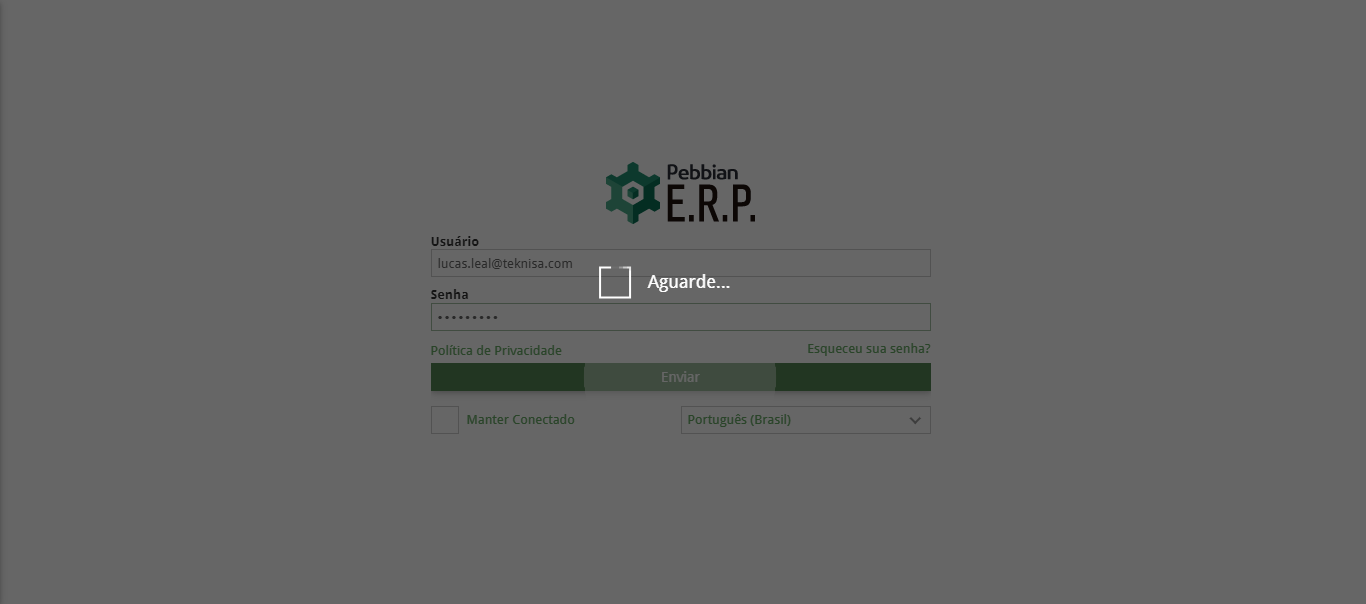 Pebbian
E.R.P.
Usuário
lucas.leal@teknisa.com
Aguarde...
Senha
•••••••••
Política de Privacidade
Esqueceu sua senha?
Enviar
Manter Conectado
Português (Brasil)